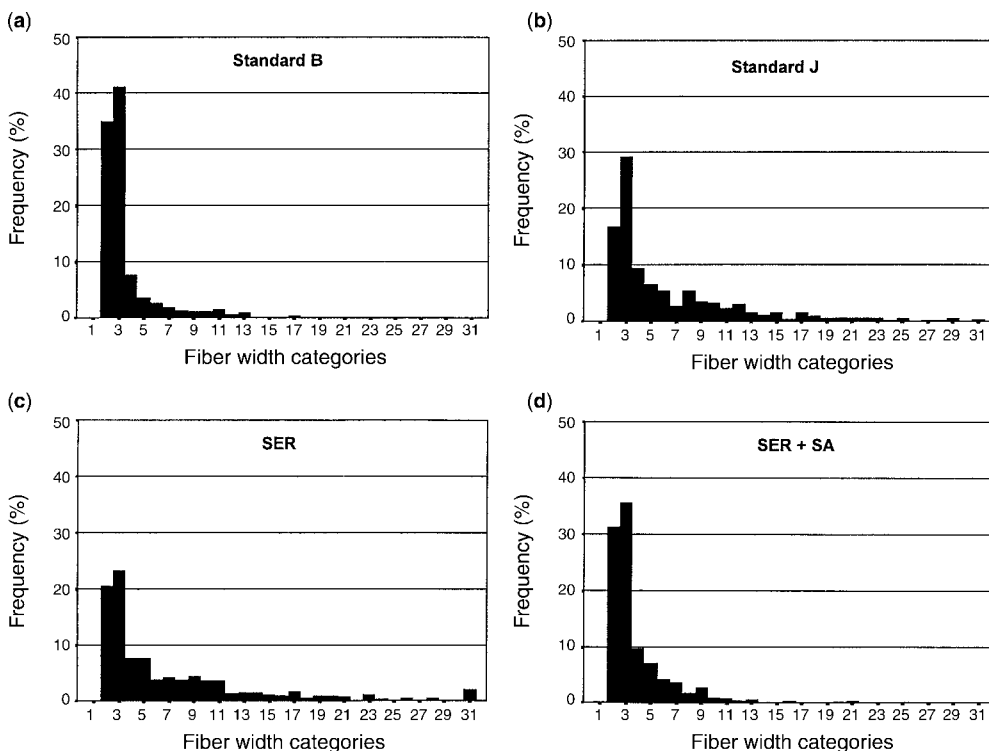 (a)
Standard B
Frequency (%)
50
40
30
20
10
0
1 3 5 7 9 11 13 15 17 19 21 23 25 27 29 31
Fiber width categories
(b)
Standard J
Frequency (%)
50
40
30
20
10
0
1 3 5 7 9 11 13 15 17 19 21 23 25 27 29 31
Fiber width categories
(c)
SER
Frequency (%)
50
40
30
20
10
0
1 3 5 7 9 11 13 15 17 19 21 23 25 27 29 31
Fiber width categories
(d)
SER + SA
Frequency (%)
50
40
30
20
10
0
1 3 5 7 9 11 13 15 17 19 21 23 25 27 29 31
Fiber width categories